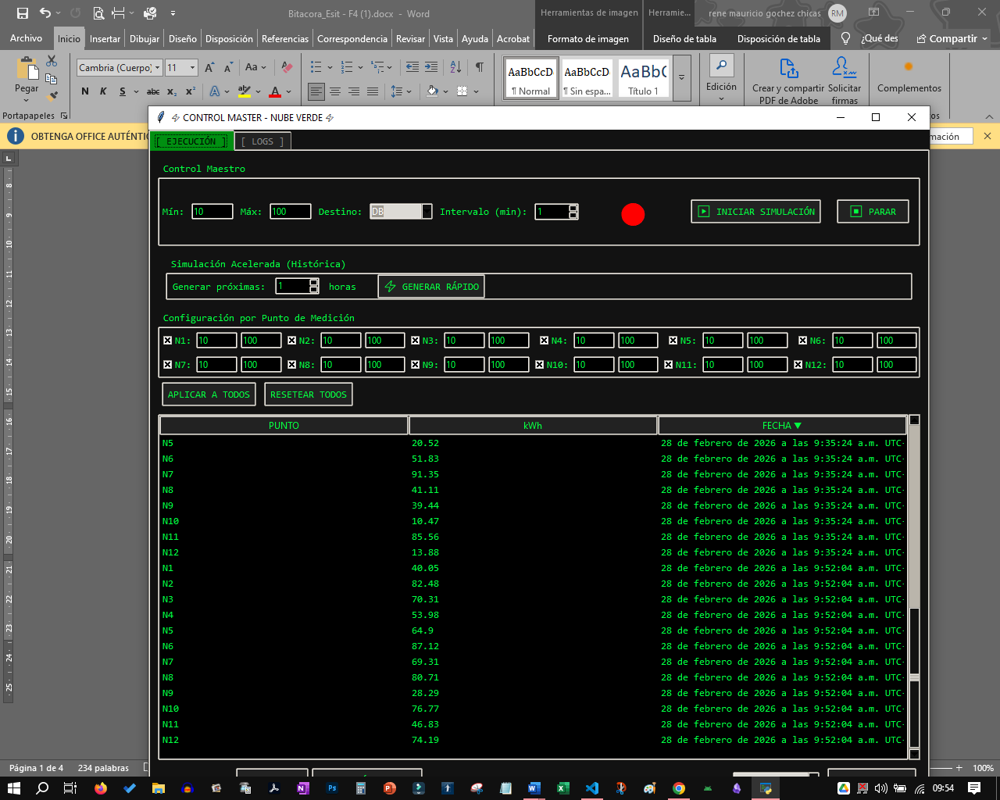 Bitacora_Esit - F4 (1).docx - Word
Herramientas de imagen
Herramie...
rene mauricio gochez chicas
RM
Archivo
Inicio
Insertar
Dibujar
Diseño
Disposición
Referencias
Correspondencia
Revisar
Vista
Ayuda
Acrobat
Formato de imagen
Diseño de tabla
Disposición de tabla
¿Qué des
Compartir
Pegar
Portapapeles
Cambria (Cuerpo)
11
A A Aa
N K S abc x₂ x²
A ab A
AaBbCcD
¶ Normal
AaBbCcD
¶ Sin espa...
AaBbC
Título 1
Edición
Crear y compartir
PDF de Adobe
Solicitar
firmas
Complementos
OBTENGA OFFICE AUTÉNTI
mación
CONTROL MASTER - NUBE VERDE
[ EJECUCIÓN ]
[ LOGS ]
Control Maestro
Mín: 10 Máx: 100 Destino: DB Intervalo (min): 1
INICIAR SIMULACIÓN
PARAR
Simulación Acelerada (Histórica)
Generar próximas: 1 horas
GENERAR RÁPIDO
Configuración por Punto de Medición
N1: 10 100 N2: 10 100 N3: 10 100 N4: 10 100 N5: 10 100 N6: 10 100
N7: 10 100 N8: 10 100 N9: 10 100 N10: 10 100 N11: 10 100 N12: 10 100
APLICAR A TODOS
RESETEAR TODOS
PUNTO kWh FECHA ▼
N5 20.52 28 de febrero de 2026 a las 9:35:24 a.m. UTC-
N6 51.83 28 de febrero de 2026 a las 9:35:24 a.m. UTC-
N7 91.35 28 de febrero de 2026 a las 9:35:24 a.m. UTC-
N8 41.11 28 de febrero de 2026 a las 9:35:24 a.m. UTC-
N9 39.44 28 de febrero de 2026 a las 9:35:24 a.m. UTC-
N10 10.47 28 de febrero de 2026 a las 9:35:24 a.m. UTC-
N11 85.56 28 de febrero de 2026 a las 9:35:24 a.m. UTC-
N12 13.88 28 de febrero de 2026 a las 9:35:24 a.m. UTC-
N1 40.05 28 de febrero de 2026 a las 9:52:04 a.m. UTC-
N2 82.48 28 de febrero de 2026 a las 9:52:04 a.m. UTC-
N3 70.31 28 de febrero de 2026 a las 9:52:04 a.m. UTC-
N4 53.98 28 de febrero de 2026 a las 9:52:04 a.m. UTC-
N5 64.9 28 de febrero de 2026 a las 9:52:04 a.m. UTC-
N6 87.12 28 de febrero de 2026 a las 9:52:04 a.m. UTC-
N7 69.31 28 de febrero de 2026 a las 9:52:04 a.m. UTC-
N8 80.71 28 de febrero de 2026 a las 9:52:04 a.m. UTC-
N9 28.29 28 de febrero de 2026 a las 9:52:04 a.m. UTC-
N10 76.77 28 de febrero de 2026 a las 9:52:04 a.m. UTC-
N11 46.83 28 de febrero de 2026 a las 9:52:04 a.m. UTC-
N12 74.19 28 de febrero de 2026 a las 9:52:04 a.m. UTC-
Página 1 de 4
234 palabras
100%
09:54